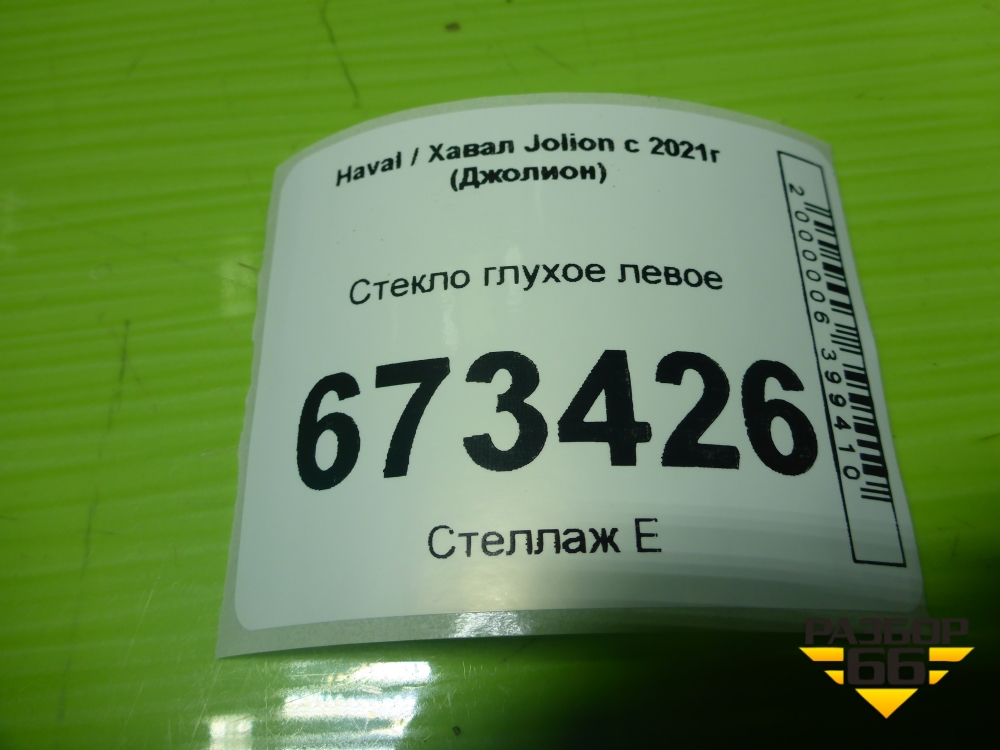 Haval / Хавал Jolion с 2021г
(Джолион)
Стекло глухое левое
673426
Стеллаж Е
2000006399410
РАЗБОР
66